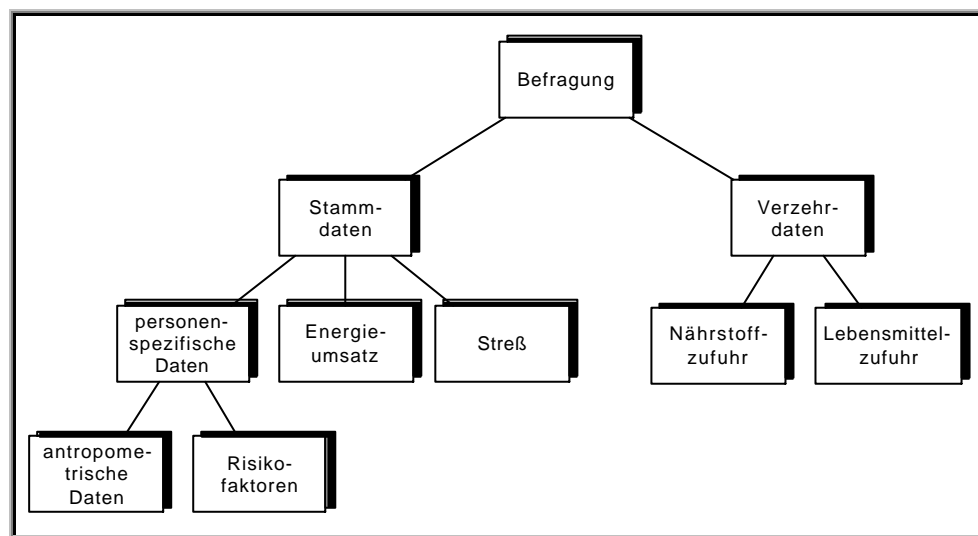 Befragung
Stamm-
daten
Verzehr-
daten
personen-
spezifische
Daten
Energie-
umsatz
Streß
Nährstoff-
zufuhr
Lebensmittel-
zufuhr
antropome-
trische
Daten
Risiko-
faktoren